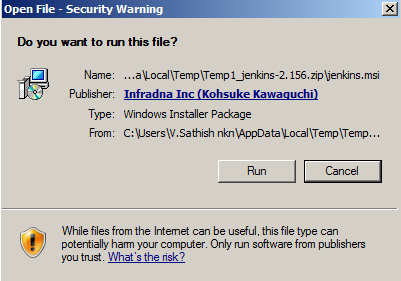 Open File - Security Warning
Do you want to run this file?
Name: ...a\Local\Temp\Temp1_jenkins-2.156.zip\jenkins.msi
Publisher: Infradna Inc (Kohsuke Kawaguchi)
Type: Windows Installer Package
From: C:\Users\V.Sathish nkn\AppData\Local\Temp\Temp...
Run Cancel
While files from the Internet can be useful, this file type can
potentially harm your computer. Only run software from publishers
you trust. What's the risk?